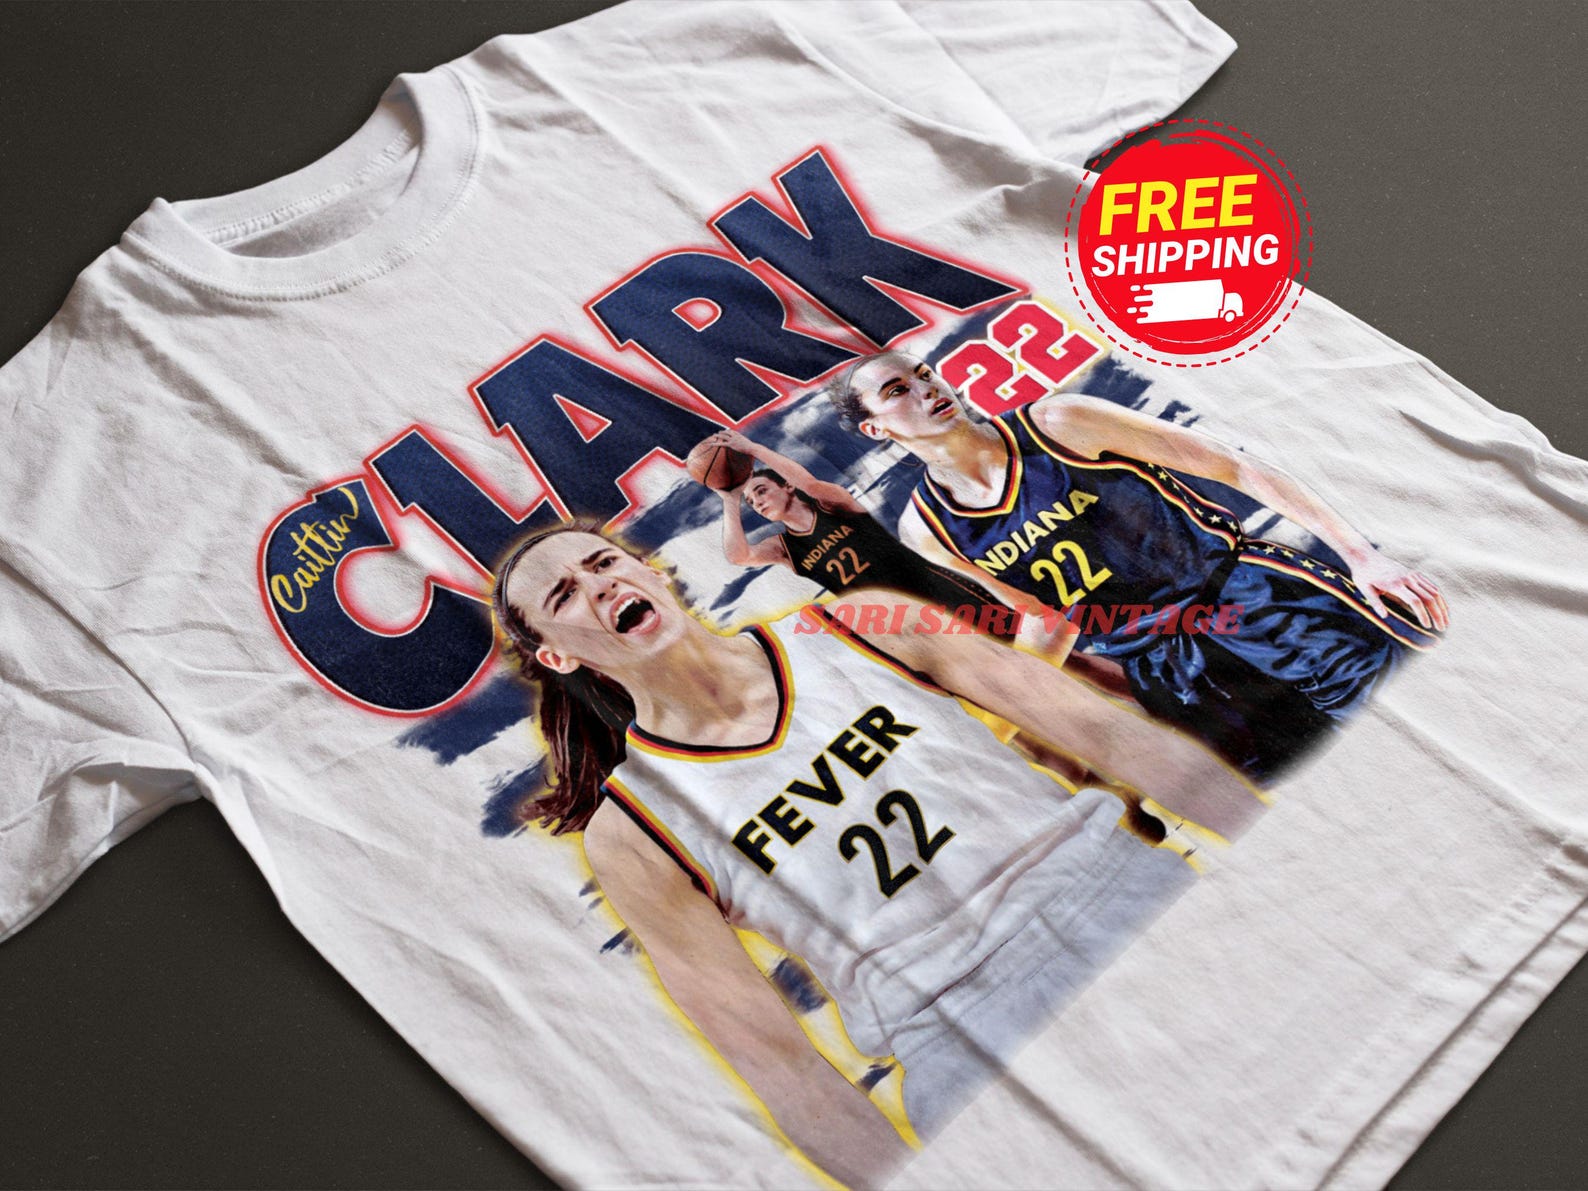 CLARK
Caitlin
22
FREE
SHIPPING
INDIANA
22
INDIANA
22
SARI SARI VINTAGE
FEVER
22